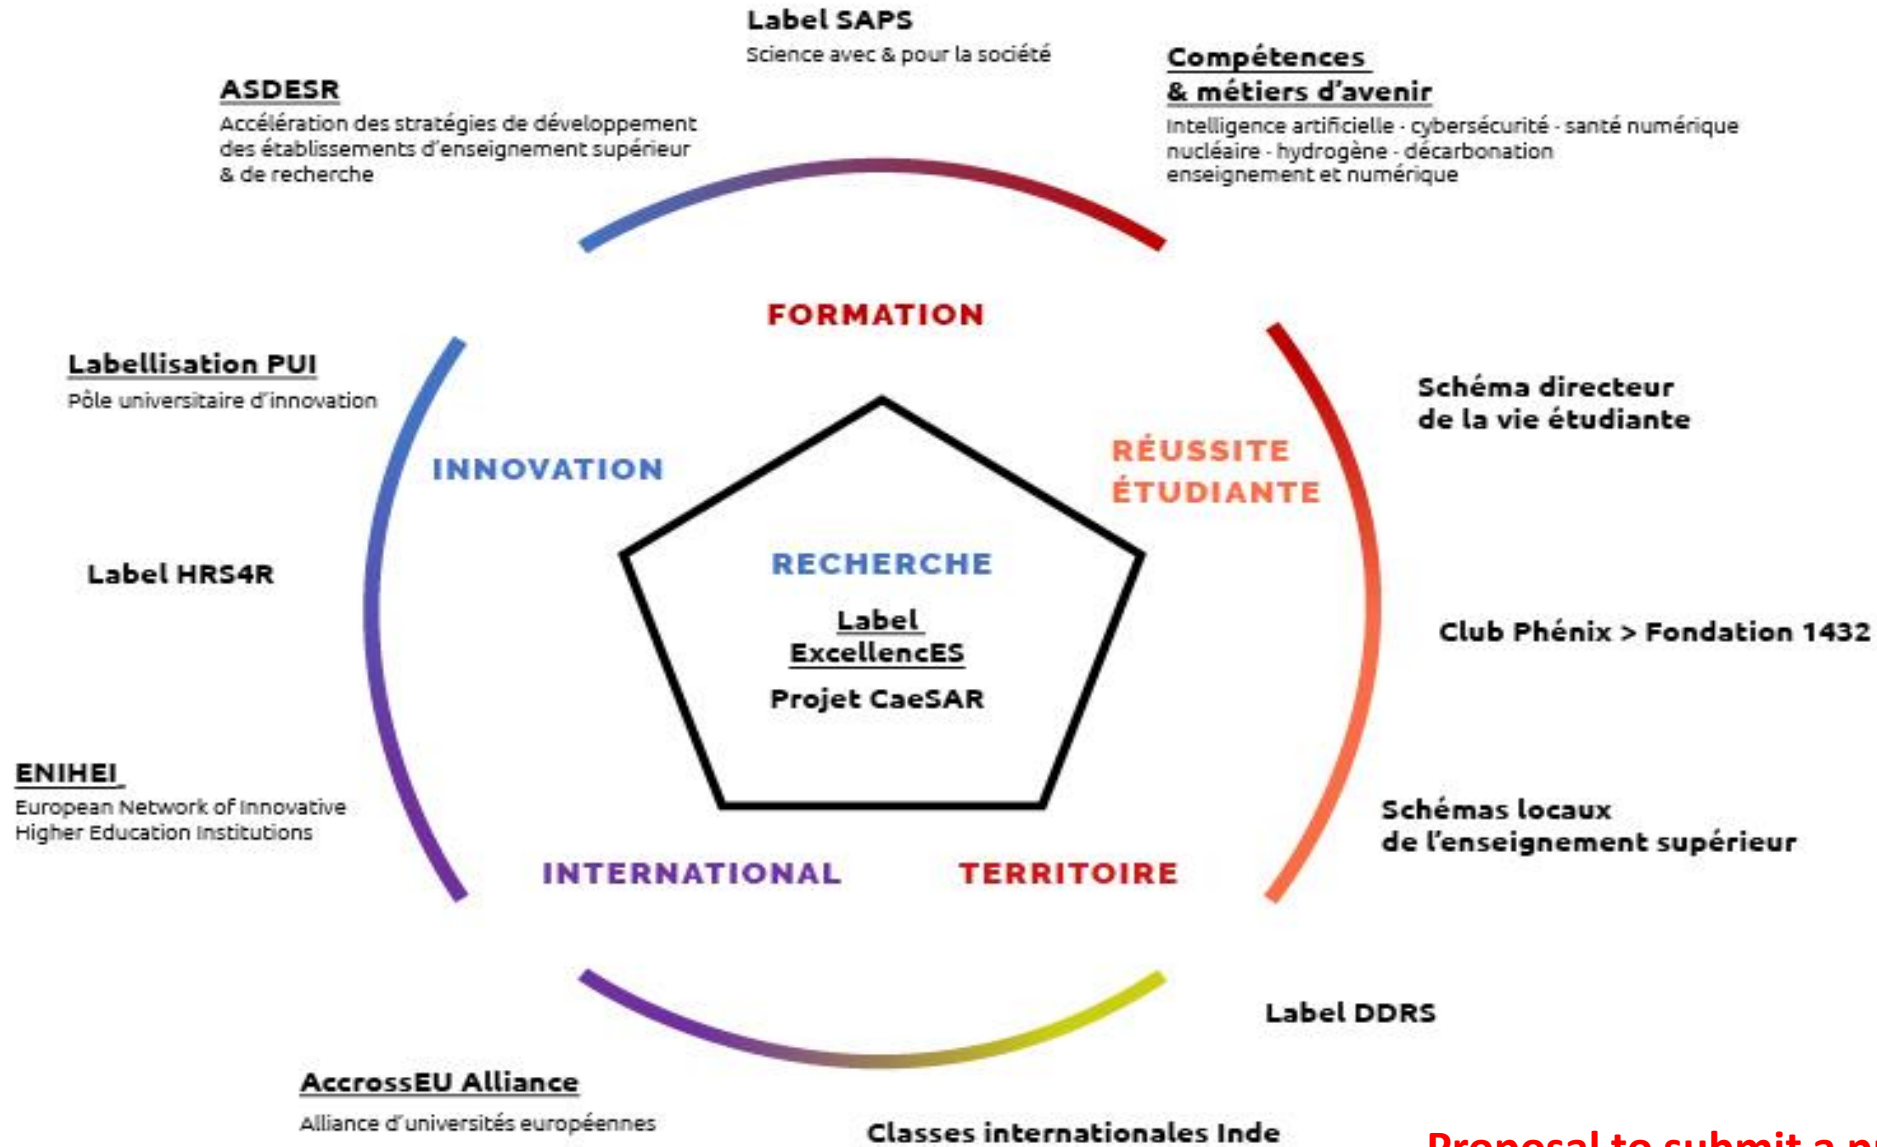 Label SAPS
Science avec & pour la société
ASDESR
Accélération des stratégies de développement
des établissements d'enseignement supérieur
& de recherche
Compétences
& métiers d'avenir
Intelligence artificielle - cybersécurité - santé numérique
nucléaire - hydrogène - décarbonation
enseignement et numérique
FORMATION
Labellisation PUI
Pôle universitaire d'innovation
INNOVATION
RÉUSSITE
ÉTUDIANTE
Schéma directeur
de la vie étudiante
Label HRS4R
RECHERCHE
Label
ExcellencES
Projet CaeSAR
Club Phénix > Fondation 1432
ENIHEI
European Network of Innovative
Higher Education Institutions
Schémas locaux
de l'enseignement supérieur
INTERNATIONAL
TERRITOIRE
Label DDRS
AccrossEU Alliance
Alliance d'universités européennes
Classes internationales Inde
Proposal to submit a